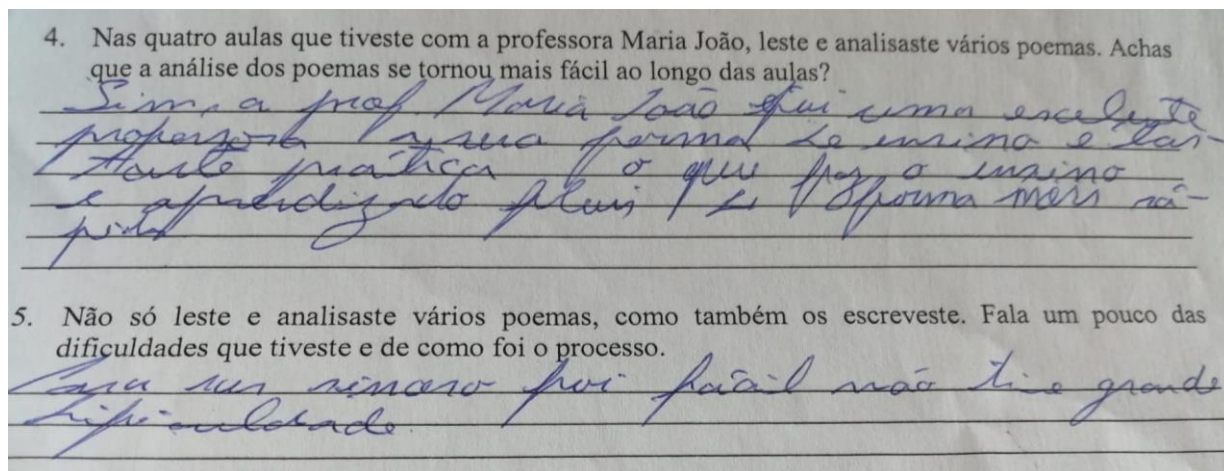 4. Nas quatro aulas que tiveste com a professora Maria João, leste e analisaste vários poemas. Achas
que a análise dos poemas se tornou mais fácil ao longo das aulas?
Sim, a prof Maria João foi uma excelente
professora a sua forma de ensino e bas-
tante prática o que faz o ensino
e aprendizado fluir de forma mais rá-
pida
5. Não só leste e analisaste vários poemas, como também os escreveste. Fala um pouco das
dificuldades que tiveste e de como foi o processo.
Para ser sincero foi fácil não tive grande
dificuldade